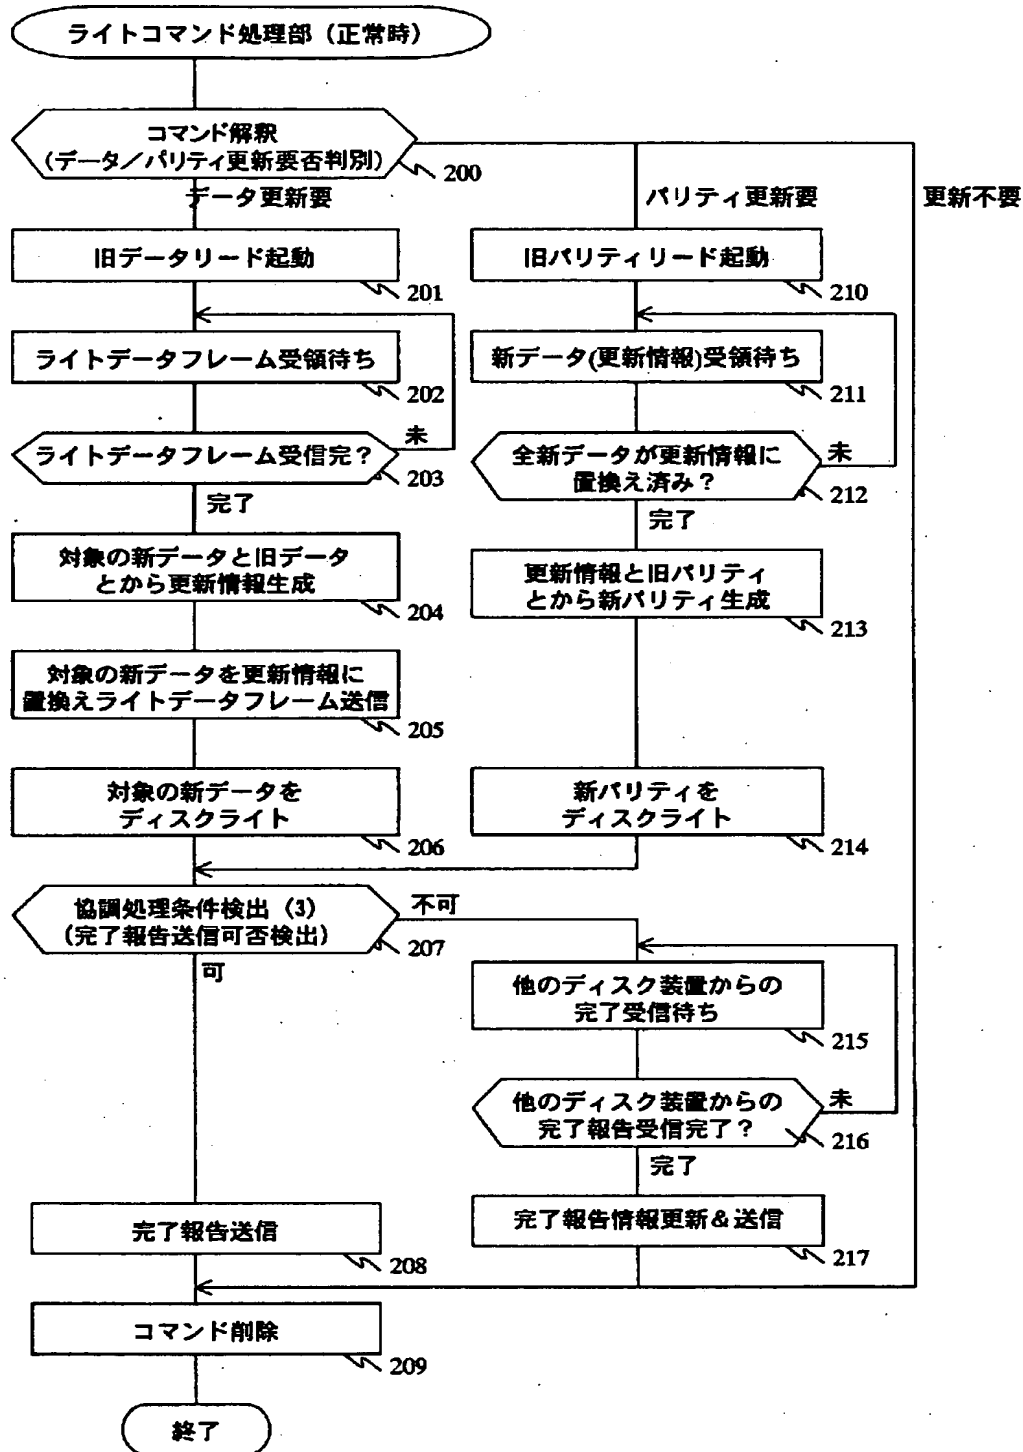 ライトコマンド処理部（正常時）
コマンド解釈
（データ／パリティ更新要否判別）
200
データ更新要
パリティ更新要
更新不要
旧データリード起動
201
旧パリティリード起動
210
ライトデータフレーム受領待ち
202
新データ(更新情報)受領待ち
211
ライトデータフレーム受信完？
未
203
完了
全新データが更新情報に
置換え済み？
未
212
完了
対象の新データと旧データ
とから更新情報生成
204
更新情報と旧パリティ
とから新パリティ生成
213
対象の新データを更新情報に
置換えライトデータフレーム送信
205
対象の新データを
ディスクライト
206
新パリティを
ディスクライト
214
協調処理条件検出（3）
（完了報告送信可否検出）
不可
207
可
他のディスク装置からの
完了受信待ち
215
他のディスク装置からの
完了報告受信完了？
未
216
完了
完了報告送信
208
完了報告情報更新＆送信
217
コマンド削除
209
終了